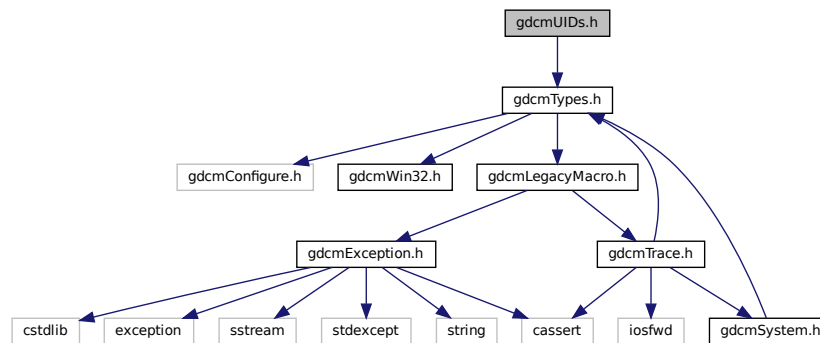 gdcmUIDs.h
gdcmTypes.h
gdcmConfigure.h
gdcmWin32.h
gdcmLegacyMacro.h
gdcmException.h
gdcmTrace.h
cstdlib
exception
sstream
stdexcept
string
cassert
iosfwd
gdcmSystem.h